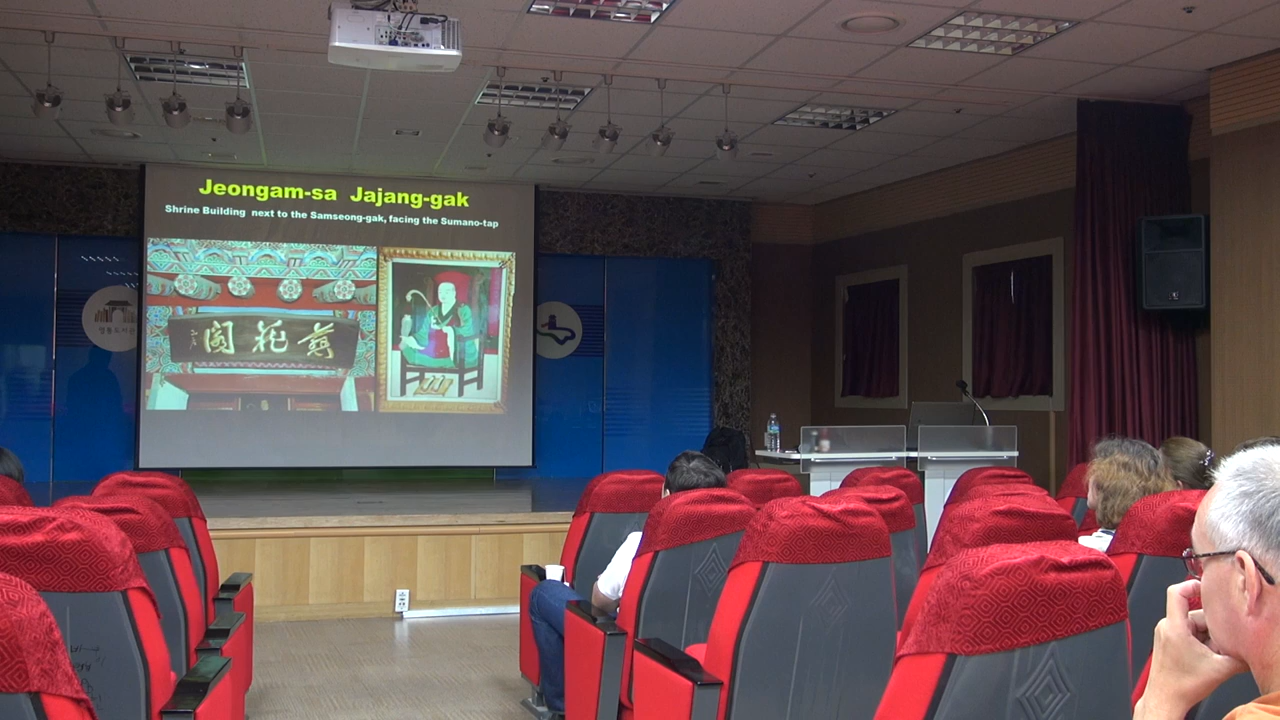 Jeongam-sa Jajang-gak
Shrine Building next to the Samseong-gak, facing the Sumano-tap